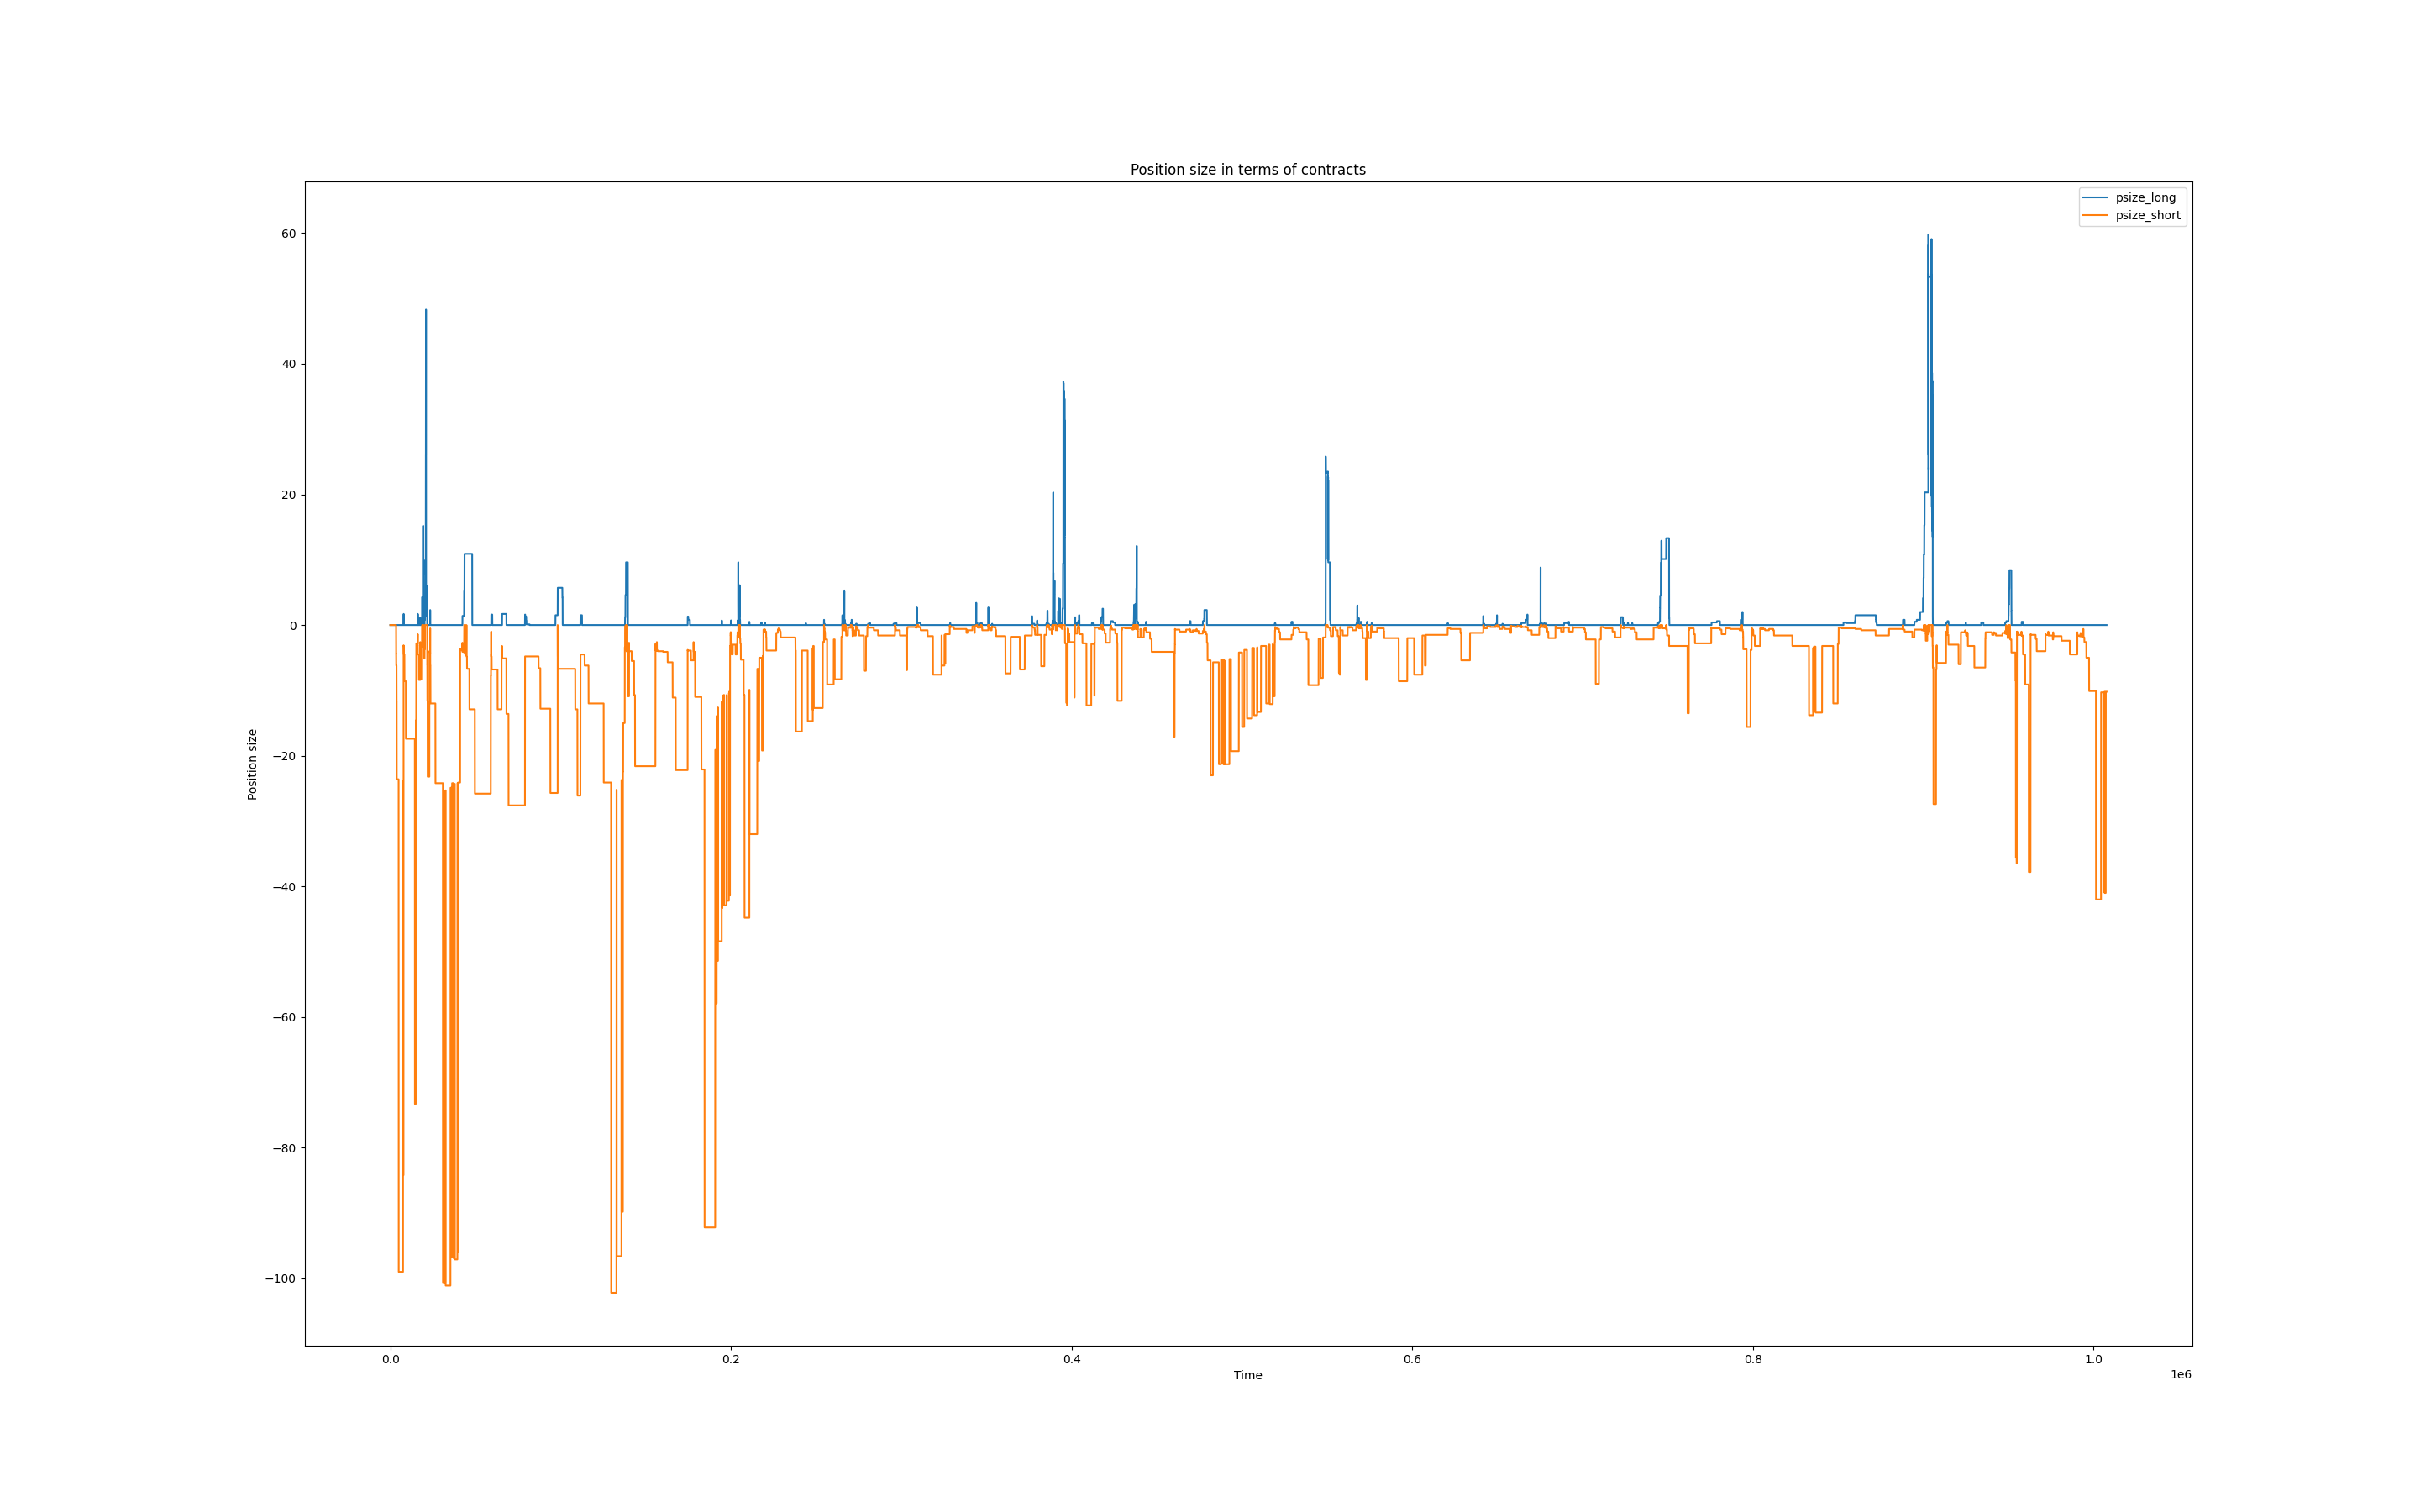 Position size in terms of contracts
psize_long
psize_short
60
40
20
0
−20
−40
−60
−80
−100
Position size
0.0 0.2 0.4 0.6 0.8 1.0
Time
1e6